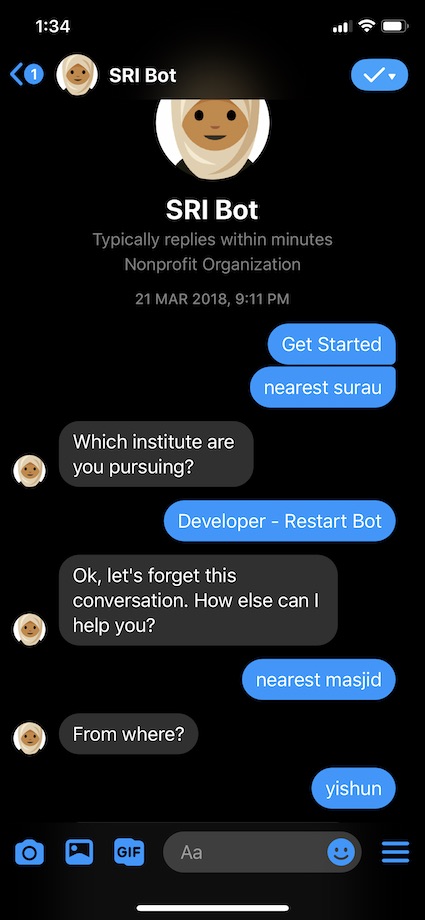 1:34
1
SRI Bot
SRI Bot
Typically replies within minutes
Nonprofit Organization
21 MAR 2018, 9:11 PM
Get Started
nearest surau
Which institute are
you pursuing?
Developer - Restart Bot
Ok, let's forget this
conversation. How else can I
help you?
nearest masjid
From where?
yishun
GIF
Aa